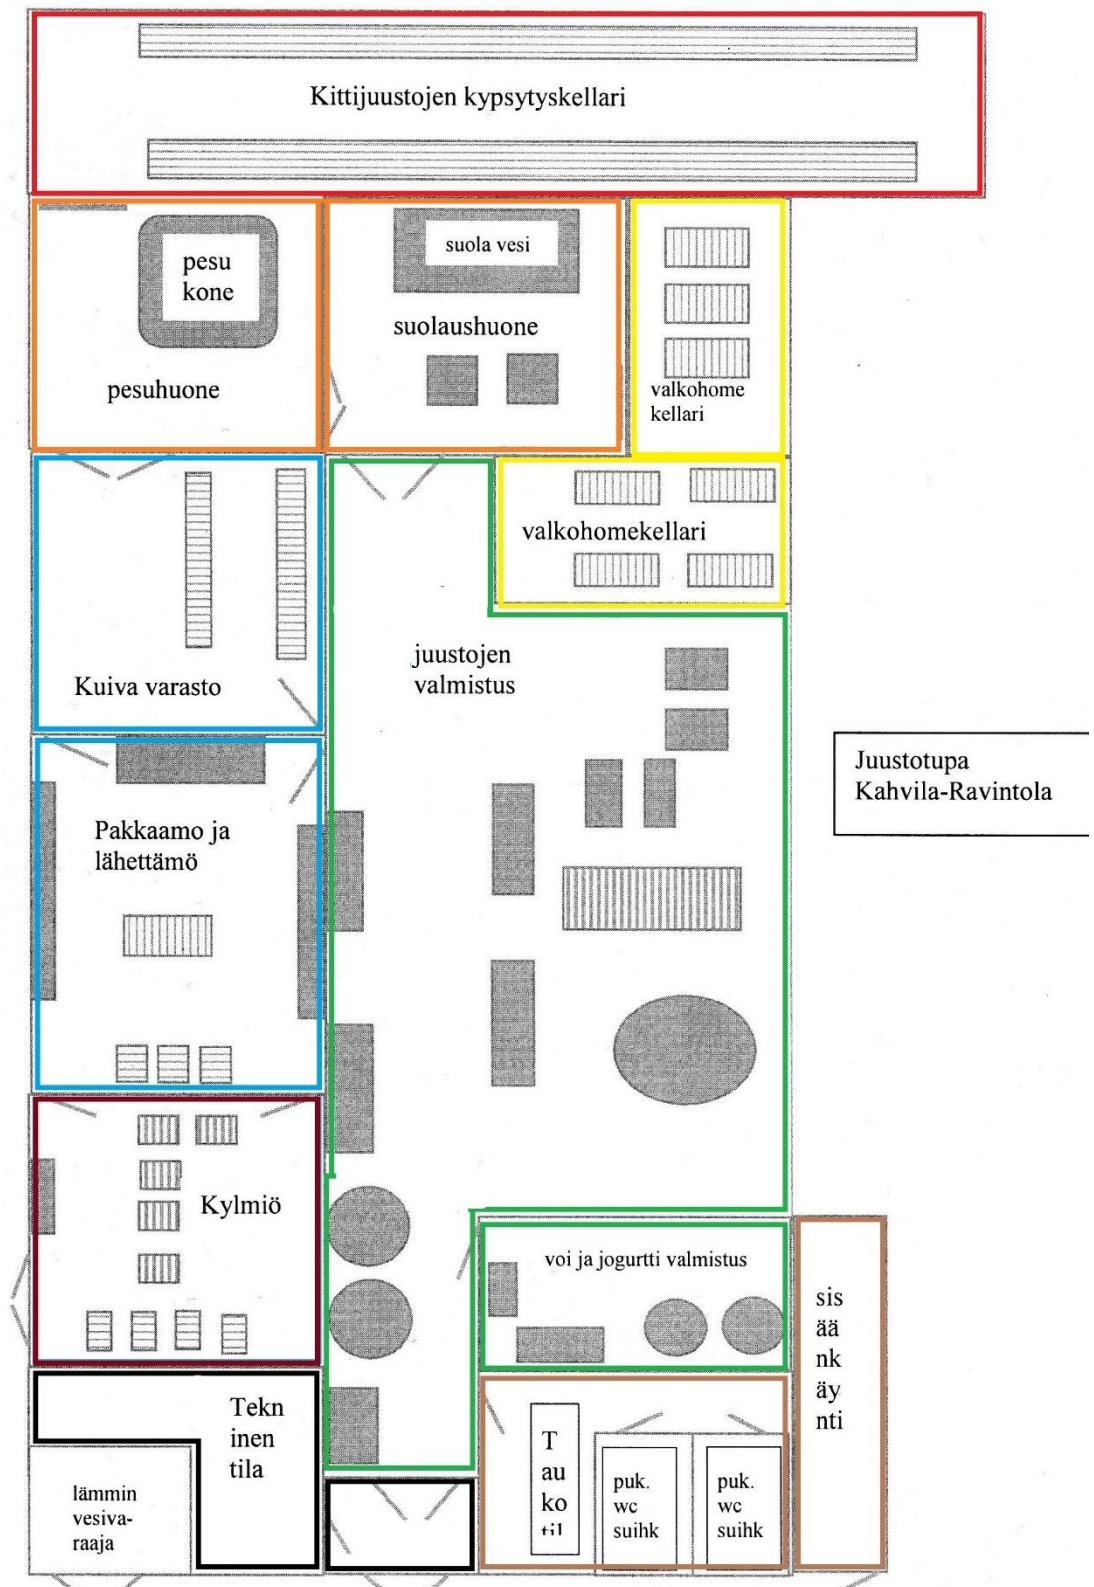 Kittijuustojen kypsytyskellari
pesu
kone
suola vesi
suolaushuone
pesuhuone
valkohome
kellari
valkohomekellari
Kuiva varasto
juustojen
valmistus
Juustotupa
Kahvila-Ravintola
Pakkaamo ja
lähettämö
Kylmiö
voi ja jogurtti valmistus
sis
ää
nk
äy
nti
Tekn
inen
tila
lämmin
vesiva-
raaja
T
au
ko
til
puk.
wc
suihk
puk.
wc
suihk